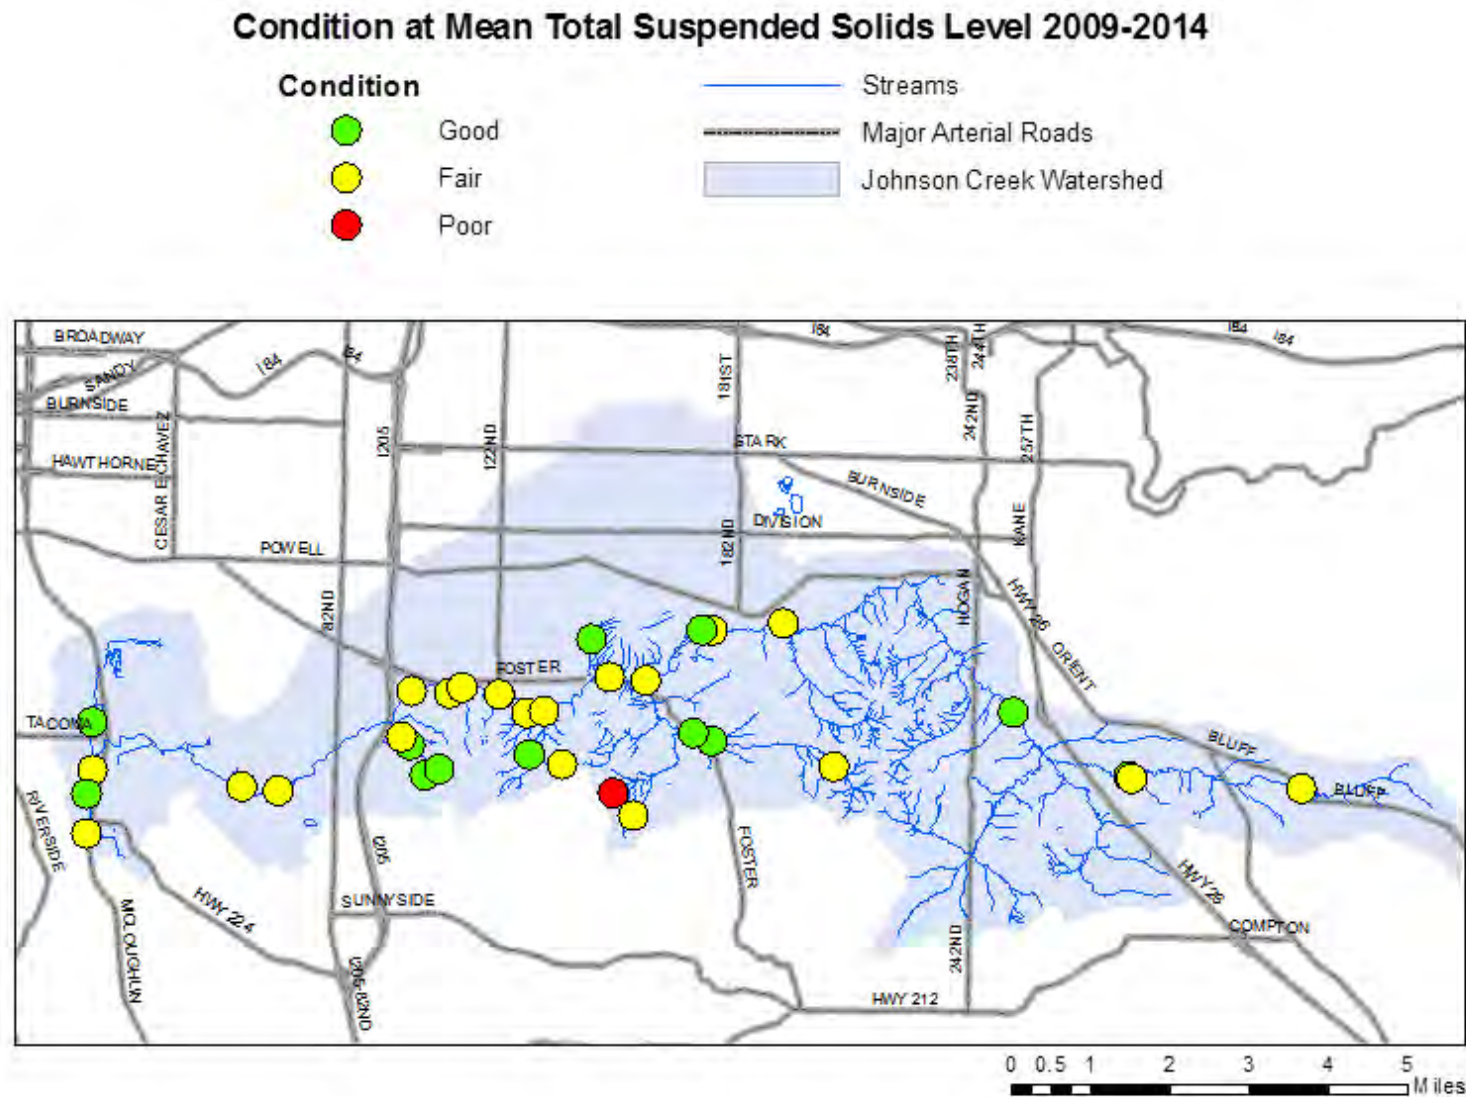 Condition at Mean Total Suspended Solids Level 2009-2014
Condition
Good
Fair
Poor
Streams
Major Arterial Roads
Johnson Creek Watershed
BROADWAY
SANDY
BURNSIDE
HAWTHORNE
CESAR E CHAVEZ
I84
I84
I205
122ND
181ST
I84
238TH
244TH
I84
I84
242ND
257TH
STARK
BURNSIDE
DIVISION
182ND
KANE
POWELL
82ND
HOGAN
HWY 26
ORIENT
FOSTER
TACOMA
BLUFF
BLUFF
RIVERSIDE
I205
FOSTER
HWY 26
SUNNYSIDE
HWY 224
MCLOUGHLIN
COMPTON
242ND
I205-82ND
HWY 212
0 0.5 1 2 3 4 5
Miles